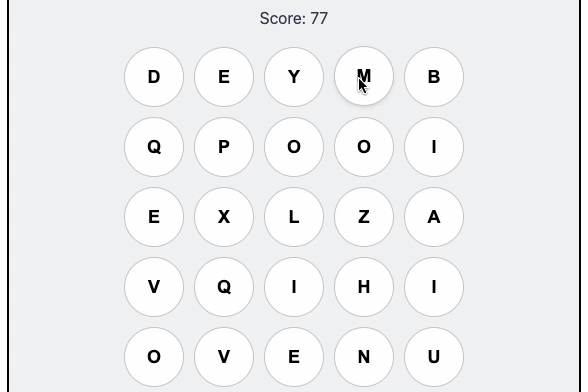 Score: 77
D E Y M B
Q P O O I
E X L Z A
V Q I H I
O V E N U